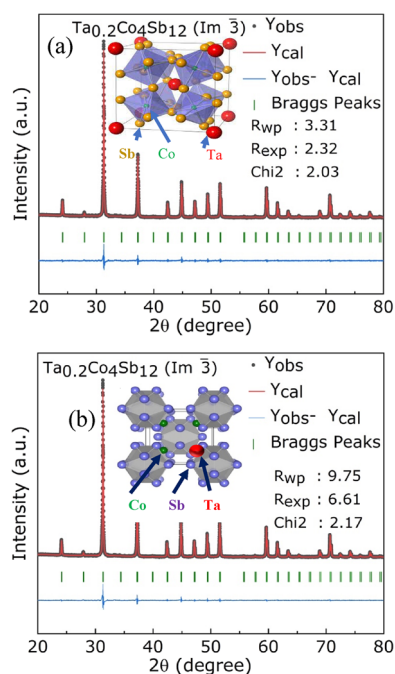 Ta0.2Co4Sb12 (Im 3̅)
(a)
Yobs
Ycal
Yobs- Ycal
Braggs Peaks
Rwp : 3.31
Rexp : 2.32
Chi2 : 2.03
Sb Co Ta
Intensity (a.u.)
20 30 40 50 60 70 80
2θ (degree)
Ta0.2Co4Sb12 (Im 3̅)
(b)
Yobs
Ycal
Yobs- Ycal
Braggs Peaks
Rwp : 9.75
Rexp : 6.61
Chi2 : 2.17
Co Sb Ta
Intensity (a.u.)
20 30 40 50 60 70 80
2θ (degree)